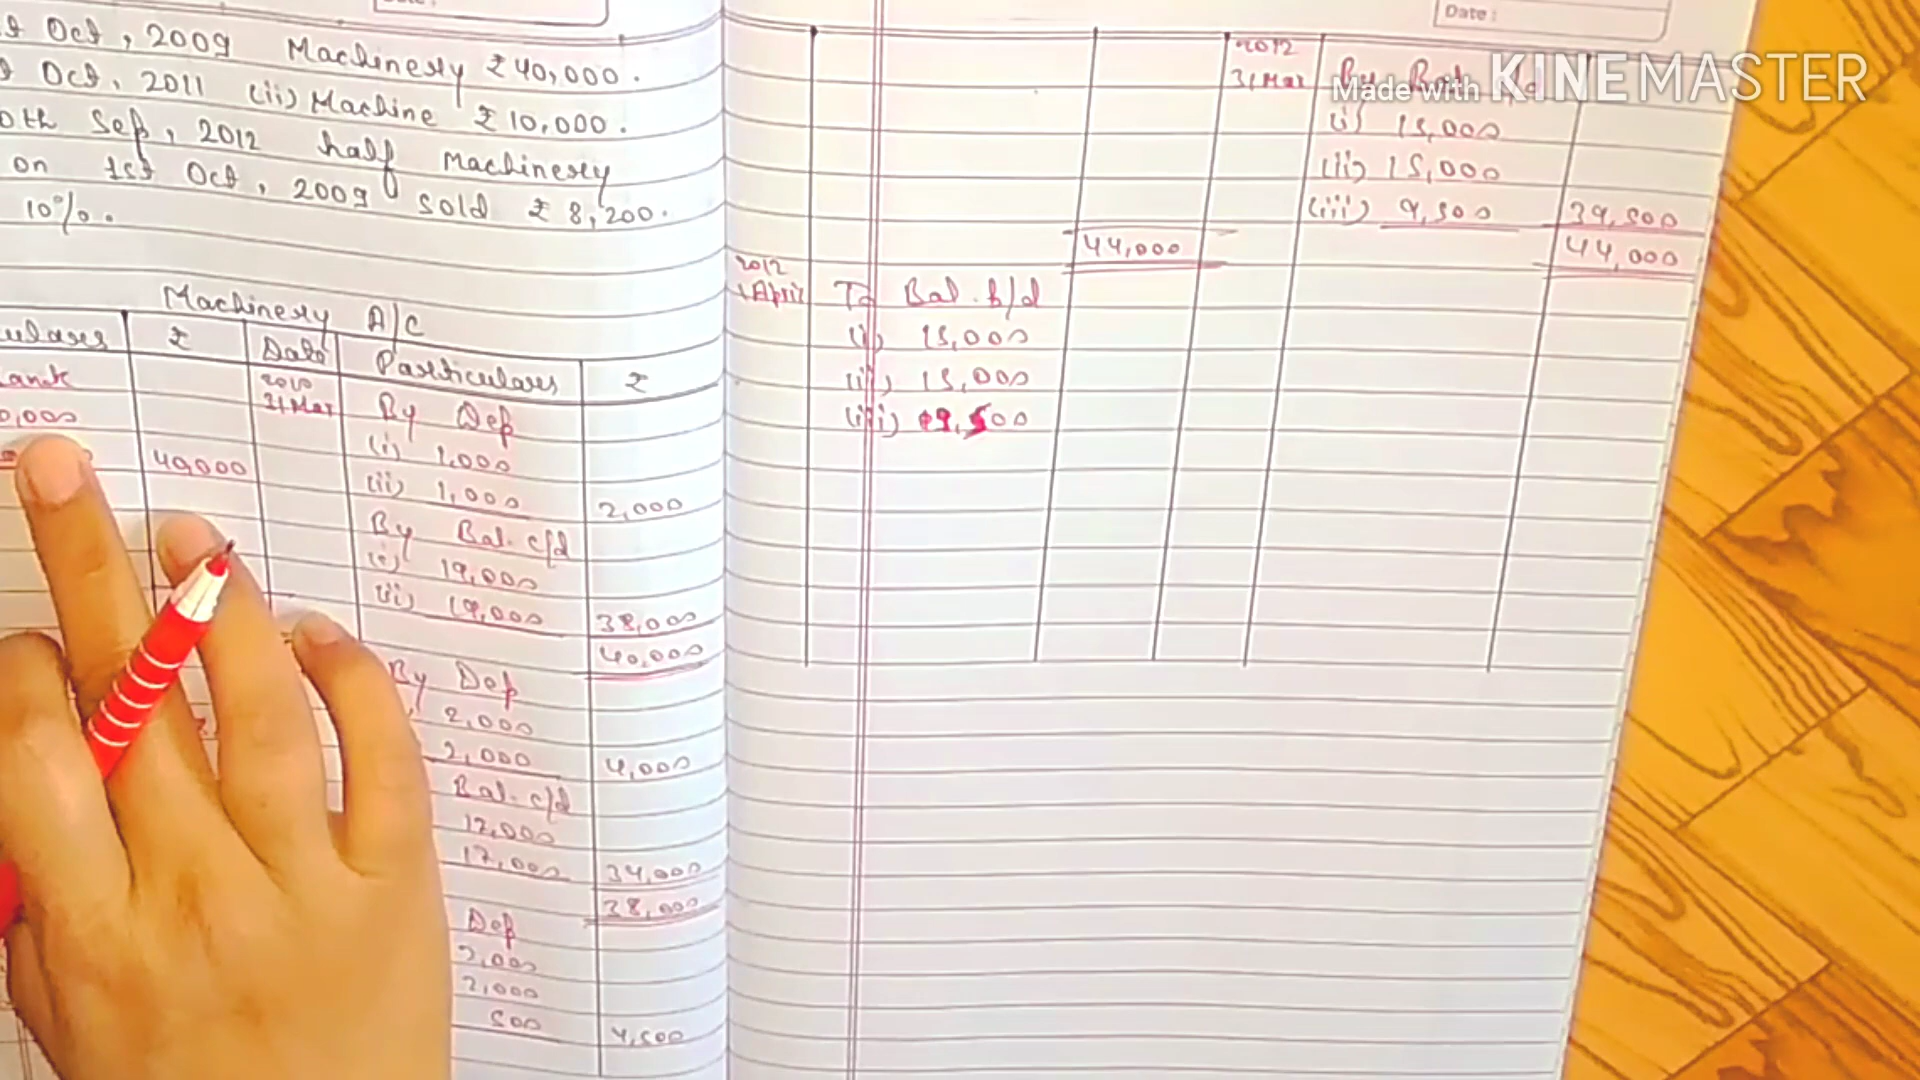 Oct, 2009 Machinery ₹ 40,000.
Oct, 2011 (ii) Machine ₹ 10,000.
Sep, 2012 half Machinery
on 1st Oct, 2009 sold ₹ 8,200.
10%.
Machinery A/C
₹ Date Particulars ₹
2010
31 Mar By Dep
(i) 1,000
40,000
(ii) 1,000 2,000
By Bal. c/d
(i) 19,000
(ii) 19,000 38,000
40,000
By Dep
2,000
2,000 4,000
Bal. c/d
17,000
17,000 34,000
38,000
Dep
2,000
2,000
500 4,500
Date :
2012
31 Mar By Bal. c/d
Made with KINEMASTER
(i) 15,000
(ii) 15,000
(iii) 9,500 39,500
44,000 44,000
2012
1 April To Bal. b/d
(i) 15,000
(ii) 15,000
(iii) 9,500